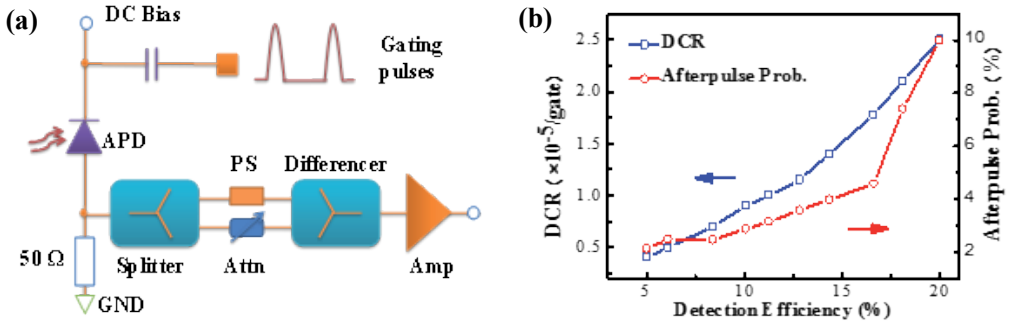 (a)
DC Bias
Gating
pulses
APD
PS
Differencer
50 Ω
Splitter
Attn
Amp
GND
(b)
DCR
Afterpulse Prob.
DCR (×10⁻⁵/gate)
2.5
2.0
1.5
1.0
0.5
Afterpulse Prob. (%)
10
8
6
4
2
5
10
15
20
Detection Efficiency (%)